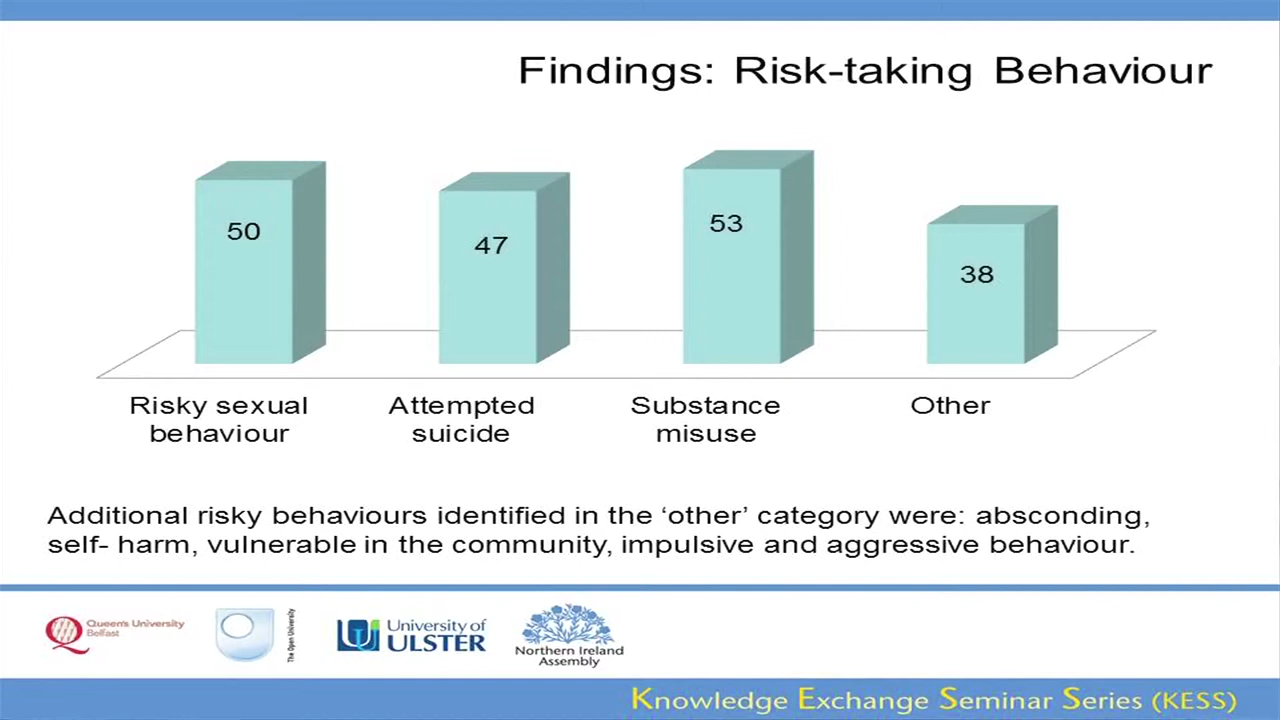 Findings: Risk-taking Behaviour
50
47
53
38
Risky sexual
behaviour
Attempted
suicide
Substance
misuse
Other
Additional risky behaviours identified in the ‘other’ category were: absconding,
self- harm, vulnerable in the community, impulsive and aggressive behaviour.
Queen's University
Belfast
The Open University
University of
ULSTER
Northern Ireland
Assembly
Knowledge Exchange Seminar Series (KESS)